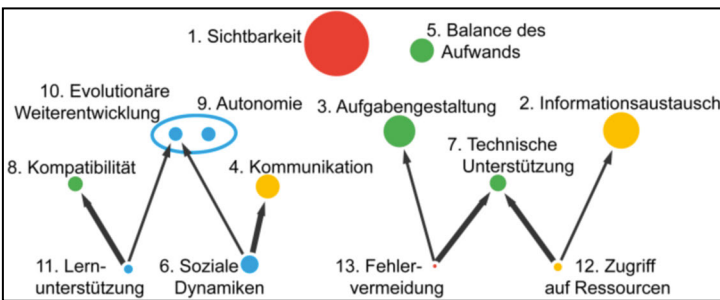 1. Sichtbarkeit
5. Balance des
Aufwands
10. Evolutionäre
Weiterentwicklung
9. Autonomie
3. Aufgabengestaltung
2. Informationsaustausch
8. Kompatibilität
4. Kommunikation
7. Technische
Unterstützung
11. Lern-
unterstützung
6. Soziale
Dynamiken
13. Fehler-
vermeidung
12. Zugriff
auf Ressourcen